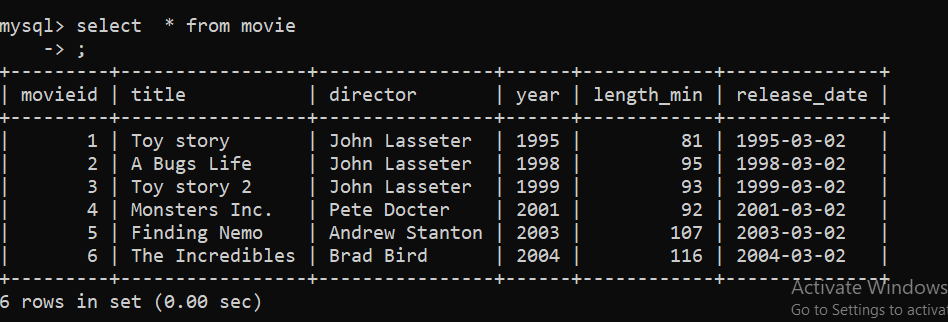 mysql> select  * from movie
    -> ;
+---------+----------------+---------------+------+------------+--------------+
| movieid | title          | director      | year | length_min | release_date |
+---------+----------------+---------------+------+------------+--------------+
|       1 | Toy story      | John Lasseter  | 1995 |         81 | 1995-03-02   |
|       2 | A Bugs Life    | John Lasseter  | 1998 |         95 | 1998-03-02   |
|       3 | Toy story 2    | John Lasseter  | 1999 |         93 | 1999-03-02   |
|       4 | Monsters Inc.  | Pete Docter    | 2001 |         92 | 2001-03-02   |
|       5 | Finding Nemo   | Andrew Stanton | 2003 |        107 | 2003-03-02   |
|       6 | The Incredibles | Brad Bird     | 2004 |        116 | 2004-03-02   |
+---------+----------------+---------------+------+------------+--------------+
6 rows in set (0.00 sec)
Activate Windows
Go to Settings to activa